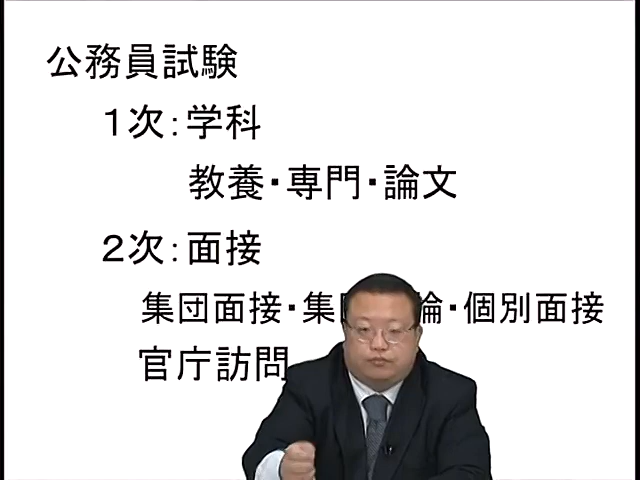 公務員試験
１次：学科
教養・専門・論文
２次：面接
集団面接・集 論・個別面接
官庁訪問